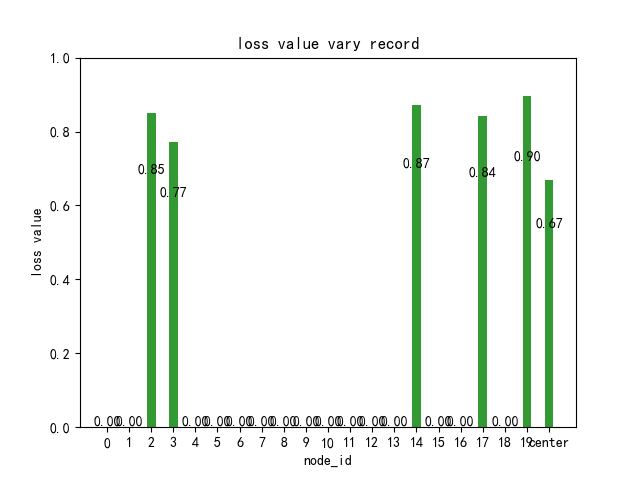 loss value vary record
1.0
0.8
0.6
0.4
0.2
0.0
loss value
0.00 0.00 0.85 0.77 0.00 0.00 0.00 0.00 0.00 0.00 0.00 0.00 0.00 0.00 0.87 0.00 0.00 0.84 0.00 0.90 0.67
0 1 2 3 4 5 6 7 8 9 10 11 12 13 14 15 16 17 18 19 center
node_id